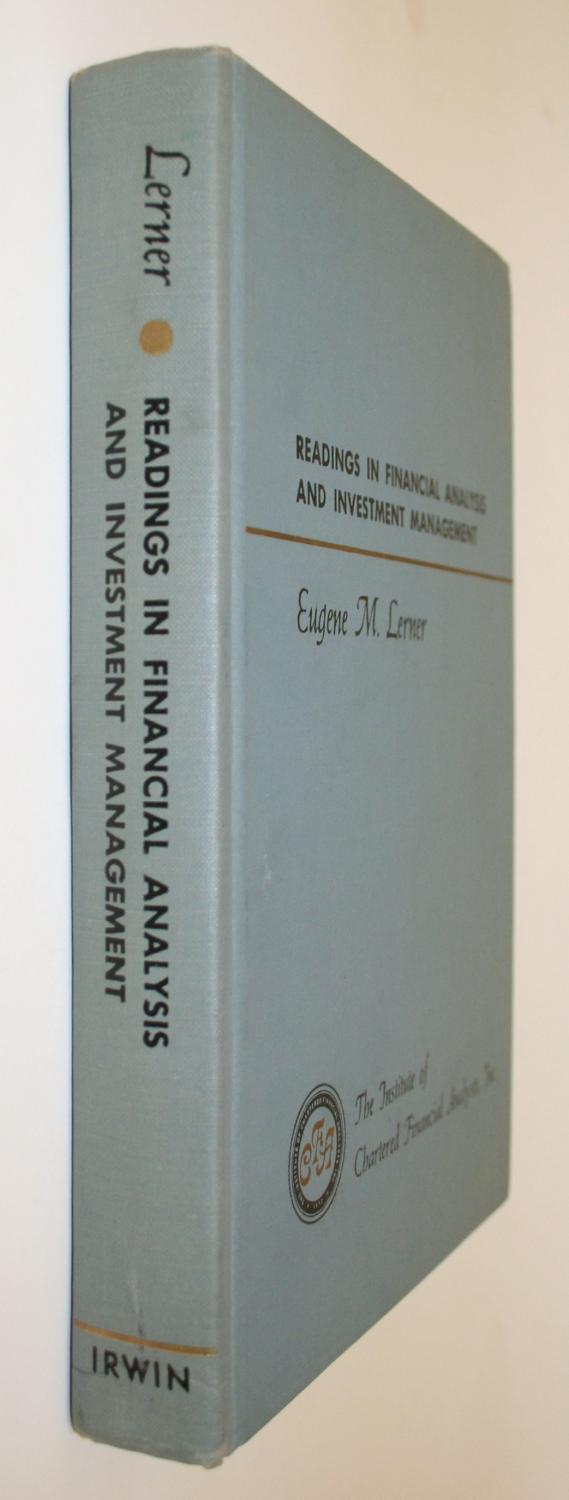 Lerner
READINGS IN FINANCIAL ANALYSIS
AND INVESTMENT MANAGEMENT
IRWIN
READINGS IN FINANCIAL ANALYSIS
AND INVESTMENT MANAGEMENT
Eugene M. Lerner
CFA
The Institute of
Chartered Financial Analysts, Inc.